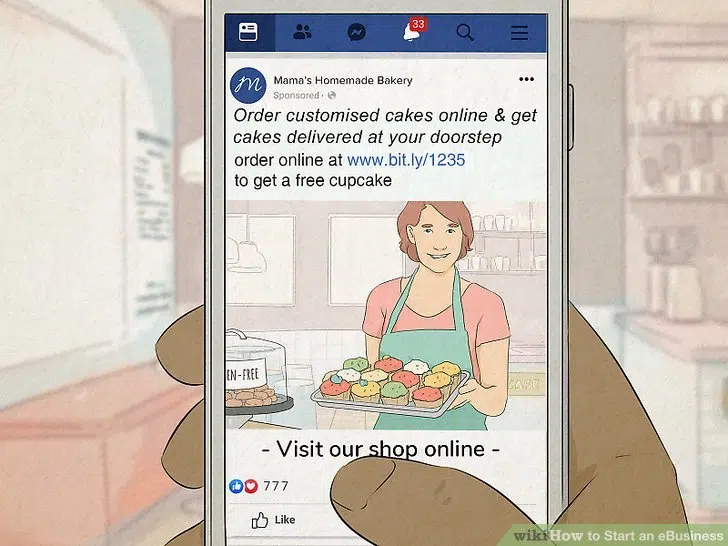 33
m
Mama's Homemade Bakery
Sponsored ·
Order customised cakes online & get
cakes delivered at your doorstep
order online at www.bit.ly/1235
to get a free cupcake
EN-FREE
CAFE
- Visit our shop online -
777
Like
wikiHow to Start an eBusiness